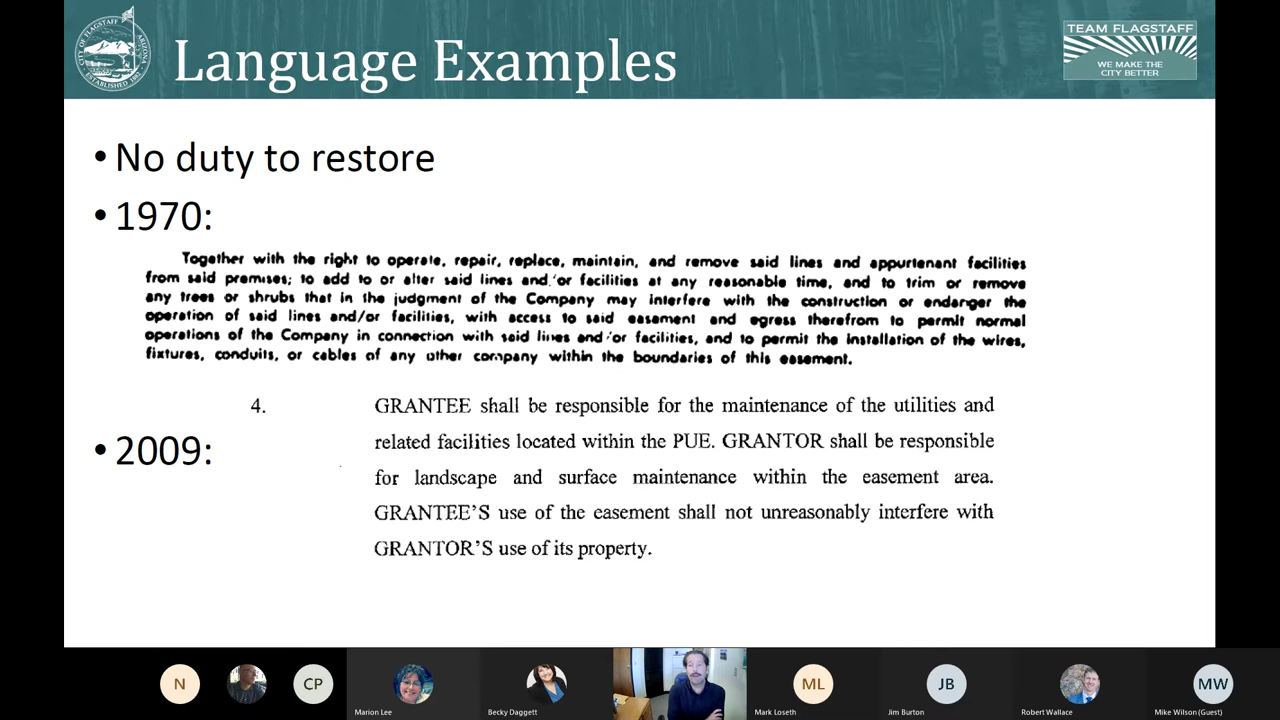 CITY OF FLAGSTAFF
ARIZONA
ESTABLISHED 1882
Language Examples
TEAM FLAGSTAFF
WE MAKE THE
CITY BETTER
• No duty to restore
• 1970:
Together with the right to operate, repair, replace, maintain, and remove said lines and appurtenant facilities
from said premises; to add to or alter said lines and/or facilities at any reasonable time, and to trim or remove
any trees or shrubs that in the judgment of the Company may interfere with the construction or endanger the
operation of said lines and/or facilities, with access to said easement and egress therefrom to permit normal
operations of the Company in connection with said lines and/or facilities, and to permit the installation of the wires,
fixtures, conduits, or cables of any other company within the boundaries of this easement.
• 2009:
4. GRANTEE shall be responsible for the maintenance of the utilities and
related facilities located within the PUE. GRANTOR shall be responsible
for landscape and surface maintenance within the easement area.
GRANTEE'S use of the easement shall not unreasonably interfere with
GRANTOR'S use of its property.
N
CP
ML
JB
MW
Marion Lee
Becky Daggett
Mark Loseth
Jim Burton
Robert Wallace
Mike Wilson (Guest)